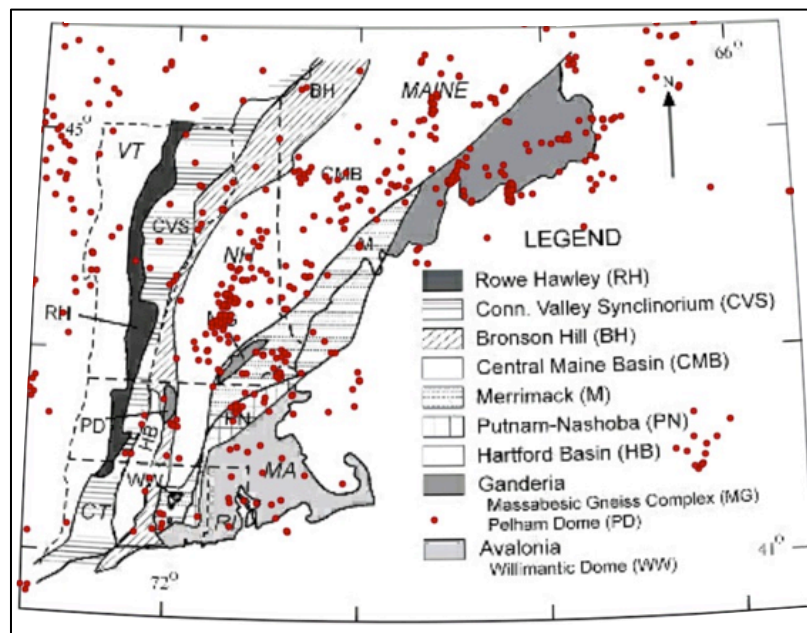 66°
N
BH
MAINE
45°
VT
CMB
CVS
M
NH
LEGEND
RH
Rowe Hawley (RH)
Conn. Valley Synclinorium (CVS)
MG
Bronson Hill (BH)
Central Maine Basin (CMB)
Merrimack (M)
PD
HB
PN
Putnam-Nashoba (PN)
Hartford Basin (HB)
WW
MA
Ganderia
Massabesic Gneiss Complex (MG)
CT
RI
Pelham Dome (PD)
Avalonia
41°
72°
Willimantic Dome (WW)